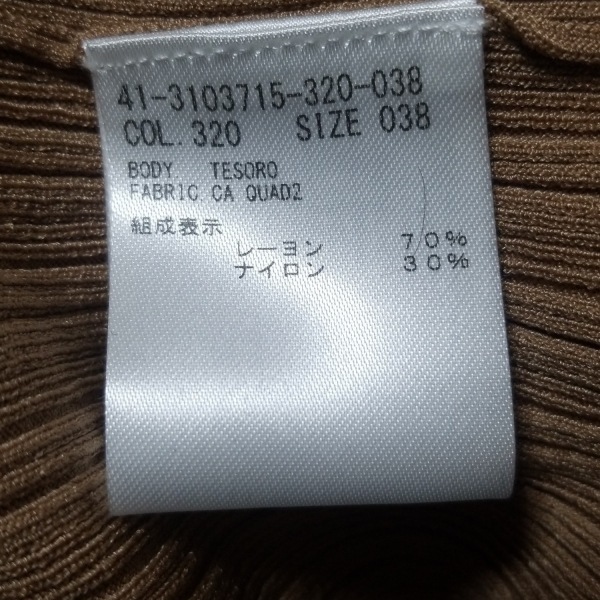 41-3103715-320-038
COL.320 SIZE 038
BODY TESORO
FABRIC CA QUAD2
組成表示
レーヨン 70%
ナイロン 30%